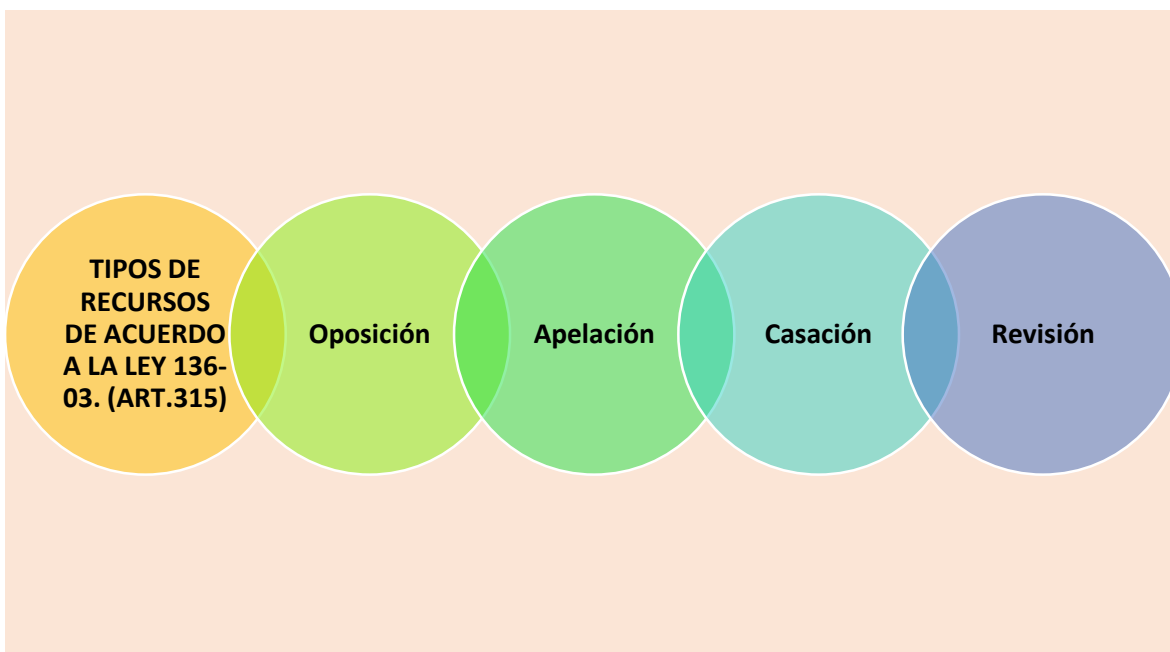 TIPOS DE
RECURSOS
DE ACUERDO
A LA LEY 136-
03. (ART.315)
Oposición
Apelación
Casación
Revisión